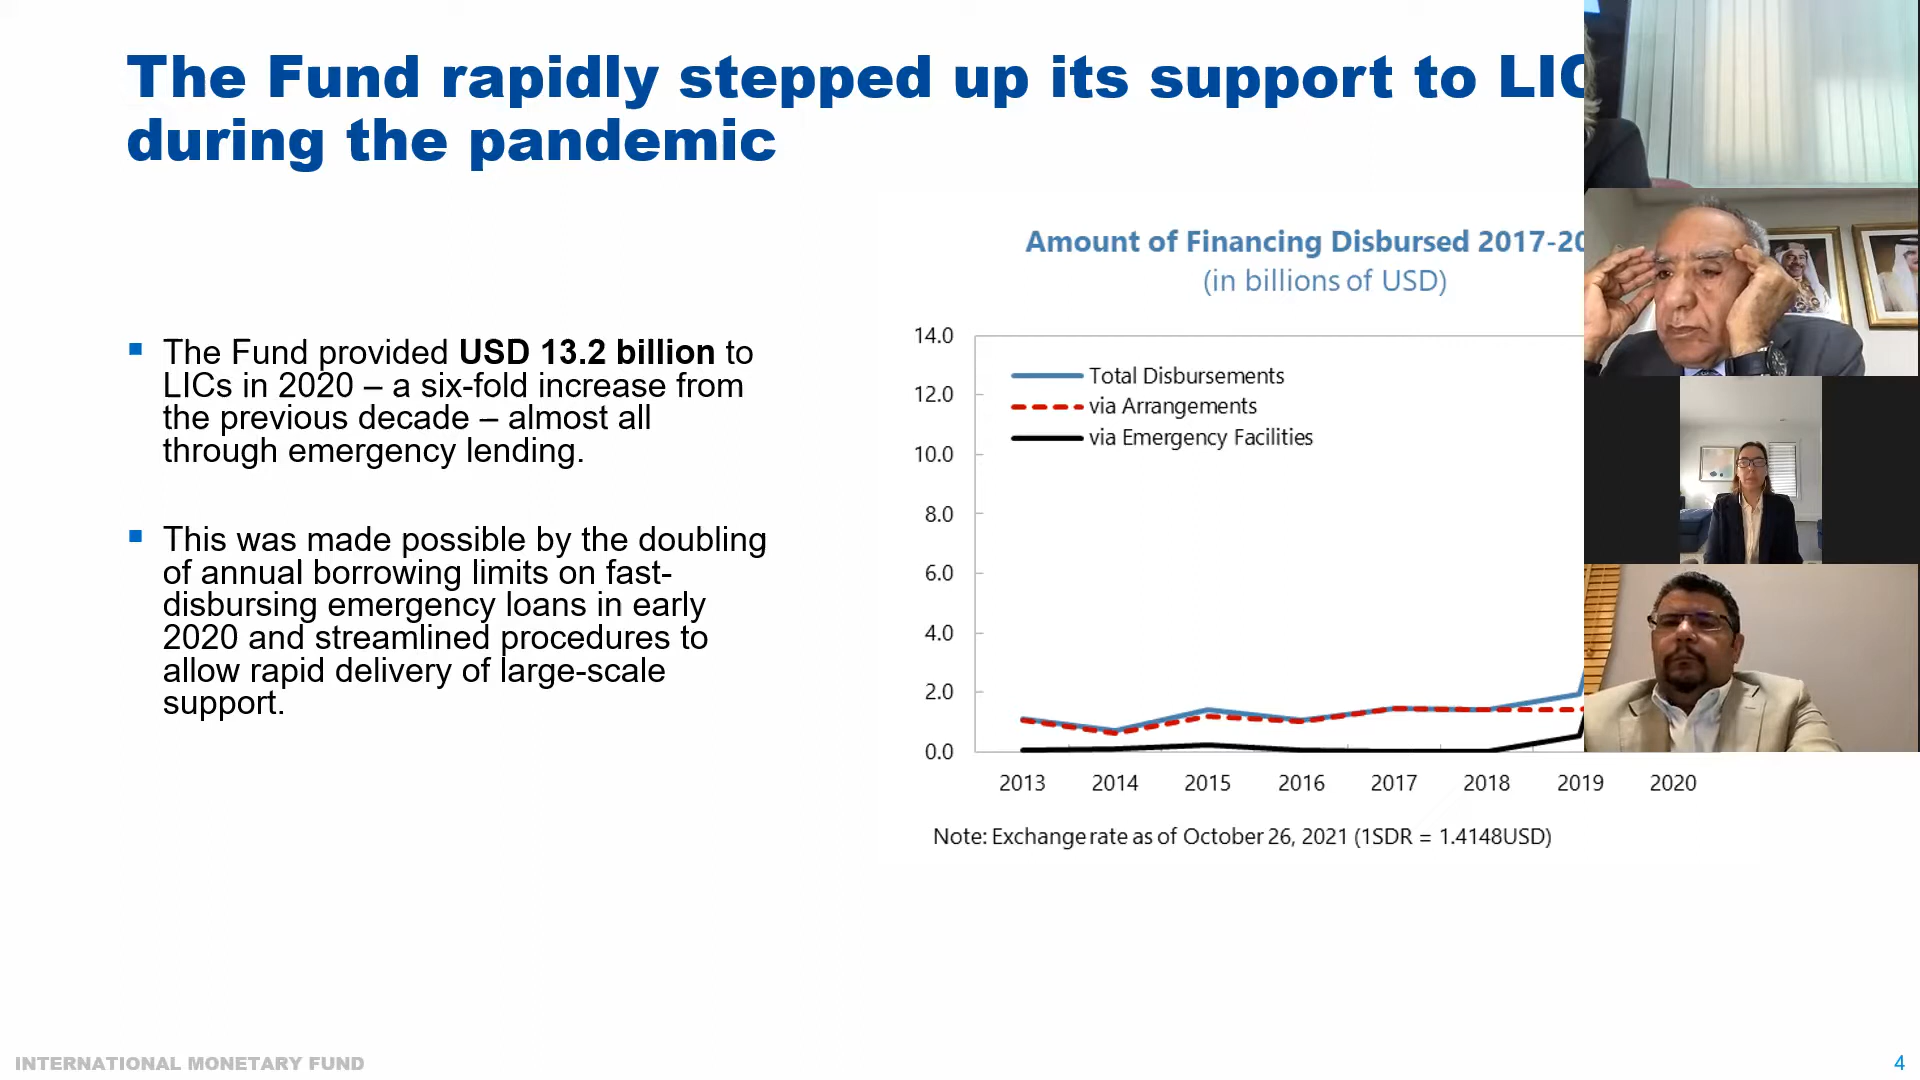 The Fund rapidly stepped up its support to LIC
during the pandemic
Amount of Financing Disbursed 2017-20
(in billions of USD)
▪ The Fund provided USD 13.2 billion to
LICs in 2020 – a six-fold increase from
the previous decade – almost all
through emergency lending.
▪ This was made possible by the doubling
of annual borrowing limits on fast-
disbursing emergency loans in early
2020 and streamlined procedures to
allow rapid delivery of large-scale
support.
14.0
12.0
10.0
8.0
6.0
4.0
2.0
0.0
Total Disbursements
via Arrangements
via Emergency Facilities
2013 2014 2015 2016 2017 2018 2019 2020
Note: Exchange rate as of October 26, 2021 (1SDR = 1.4148USD)
INTERNATIONAL MONETARY FUND
4